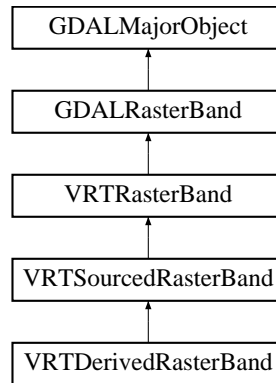 GDALMajorObject
GDALRasterBand
VRTRasterBand
VRTSourcedRasterBand
VRTDerivedRasterBand